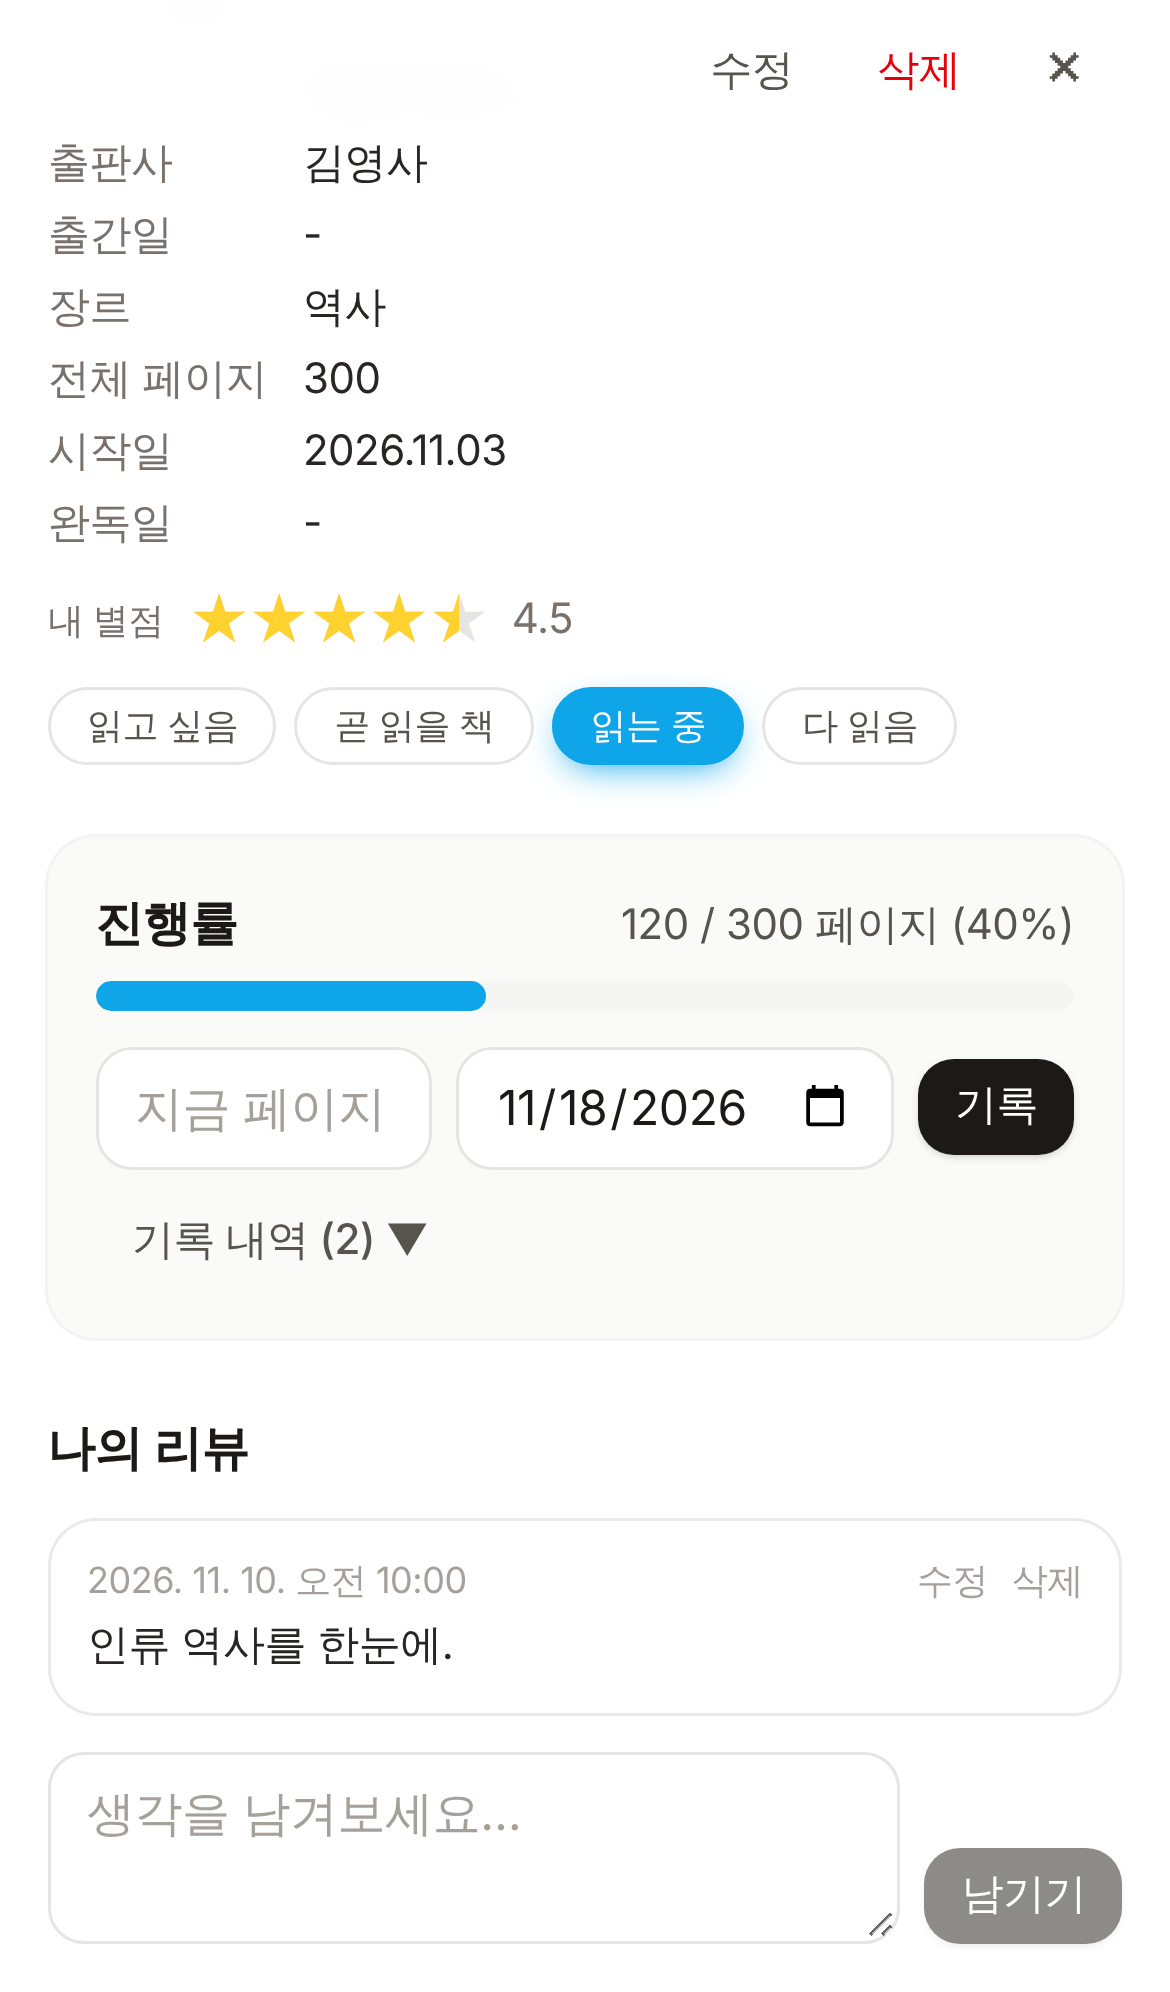 수정 삭제 ✕
출판사 김영사
출간일 -
장르 역사
전체 페이지 300
시작일 2026.11.03
완독일 -
내 별점 ★★★★★ 4.5
읽고 싶음 곧 읽을 책 읽는 중 다 읽음
진행률 120 / 300 페이지 (40%)
지금 페이지 11/18/2026 기록
기록 내역 (2) ▼
나의 리뷰
2026. 11. 10. 오전 10:00 수정 삭제
인류 역사를 한눈에.
생각을 남겨보세요...
남기기